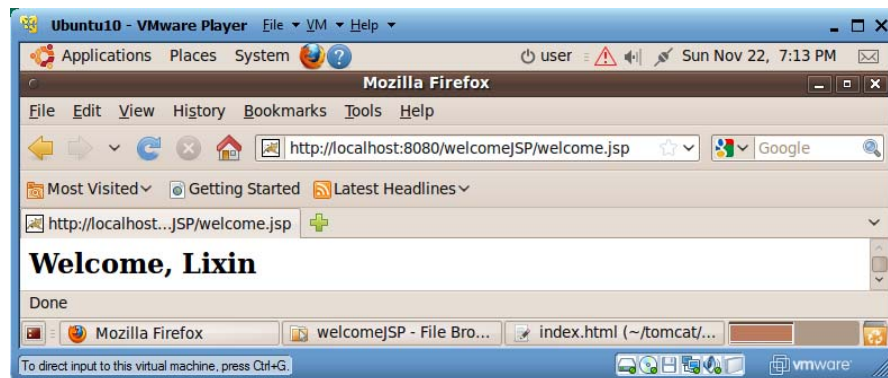 Ubuntu10 - VMware Player File VM Help
Applications Places System user Sun Nov 22, 7:13 PM
Mozilla Firefox
File Edit View History Bookmarks Tools Help
http://localhost:8080/welcomeJSP/welcome.jsp Google
Most Visited Getting Started Latest Headlines
http://localhost...JSP/welcome.jsp
Welcome, Lixin
Done
Mozilla Firefox welcomeJSP - File Bro... index.html (~/tomcat/...
To direct input to this virtual machine, press Ctrl+G. vmware